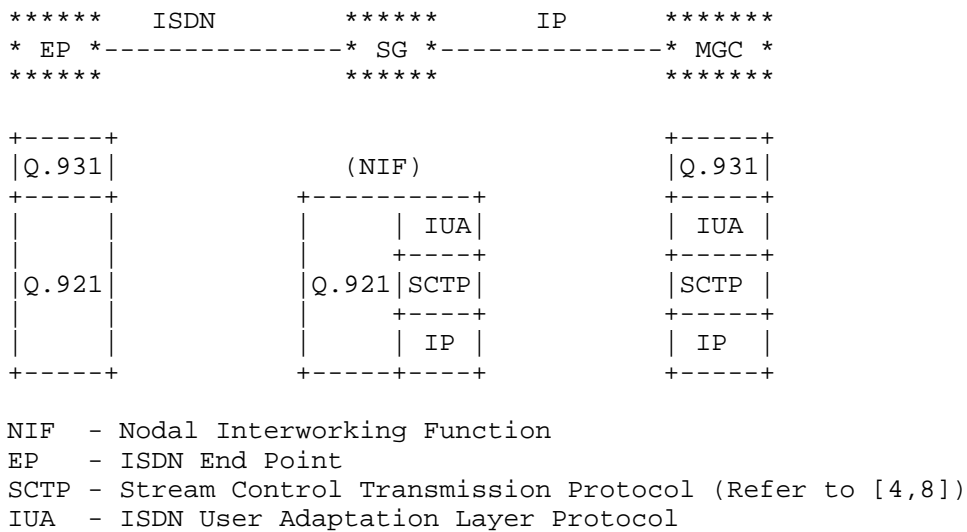 ******   ISDN        ******      IP       *******
* EP *---------------* SG *--------------* MGC *
******               ******              *******

+-----+                                  +-----+
|Q.931|              (NIF)               |Q.931|
+-----+           +----------+           +-----+
|     |           |     | IUA|           | IUA |
|     |           |     +----+           +-----+
|Q.921|           |Q.921|SCTP|           |SCTP |
|     |           |     +----+           +-----+
|     |           |     | IP |           | IP  |
+-----+           +-----+----+           +-----+

NIF  - Nodal Interworking Function
EP   - ISDN End Point
SCTP - Stream Control Transmission Protocol (Refer to [4,8])
IUA  - ISDN User Adaptation Layer Protocol